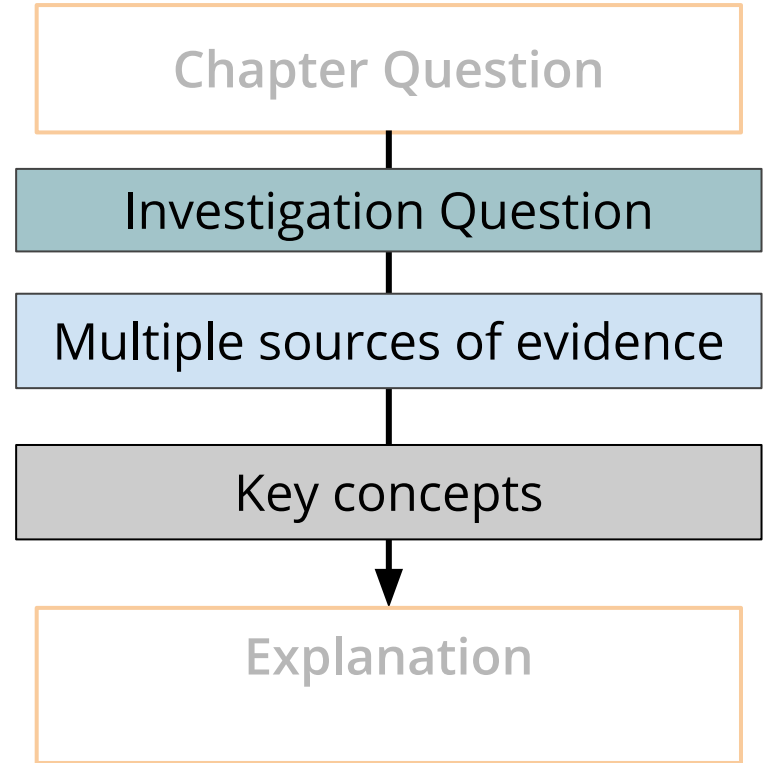 Chapter Question
Investigation Question
Multiple sources of evidence
Key concepts
Explanation